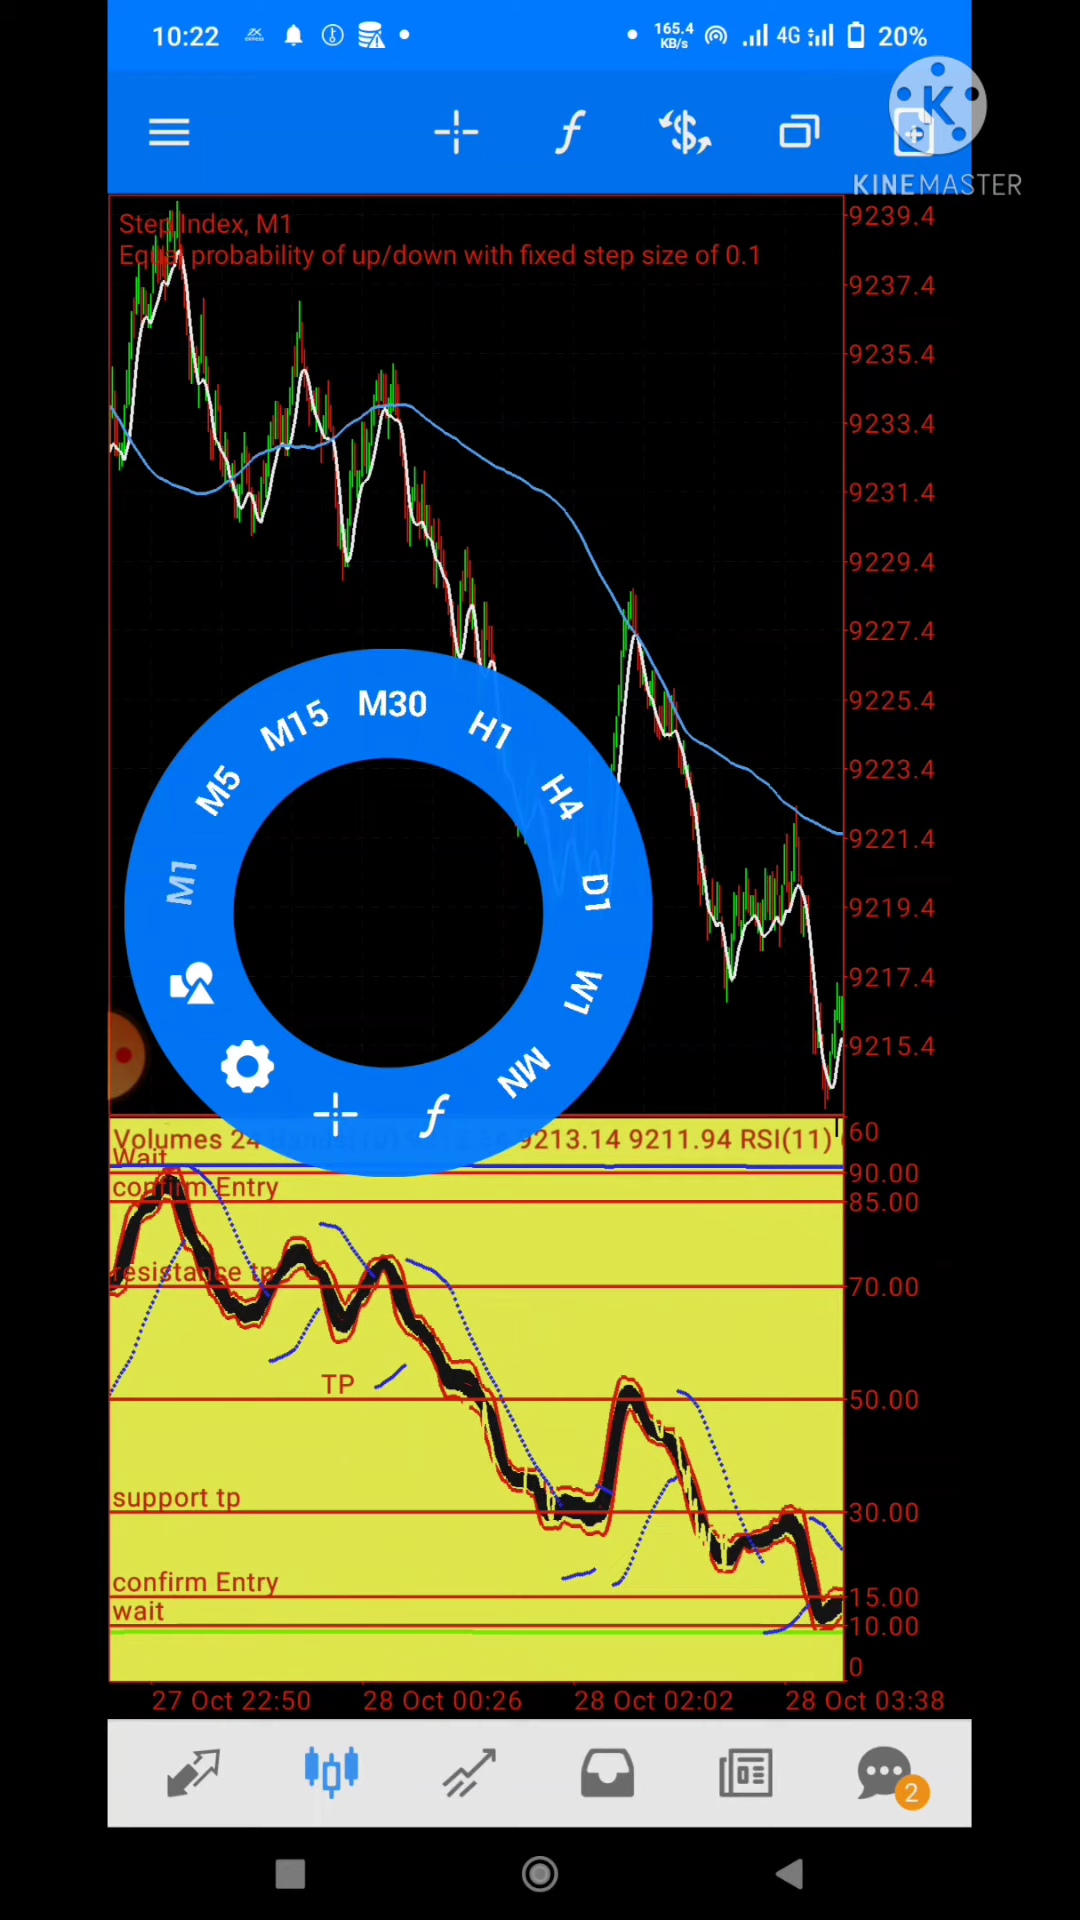 10:22
165.4
KB/s
4G
20%
K
KINEMASTER
Step Index, M1
Equal probability of up/down with fixed step size of 0.1
9239.4
9237.4
9235.4
9233.4
9231.4
9229.4
9227.4
9225.4
9223.4
9221.4
9219.4
9217.4
9215.4
M1
M5
M15
M30
H1
H4
D1
W1
MN
Volumes 24
9213.14 9211.94 RSI(11)
60
Wait
90.00
confirm Entry
85.00
resistance tp
70.00
TP
50.00
support tp
30.00
confirm Entry
15.00
wait
10.00
0
27 Oct 22:50
28 Oct 00:26
28 Oct 02:02
28 Oct 03:38
2